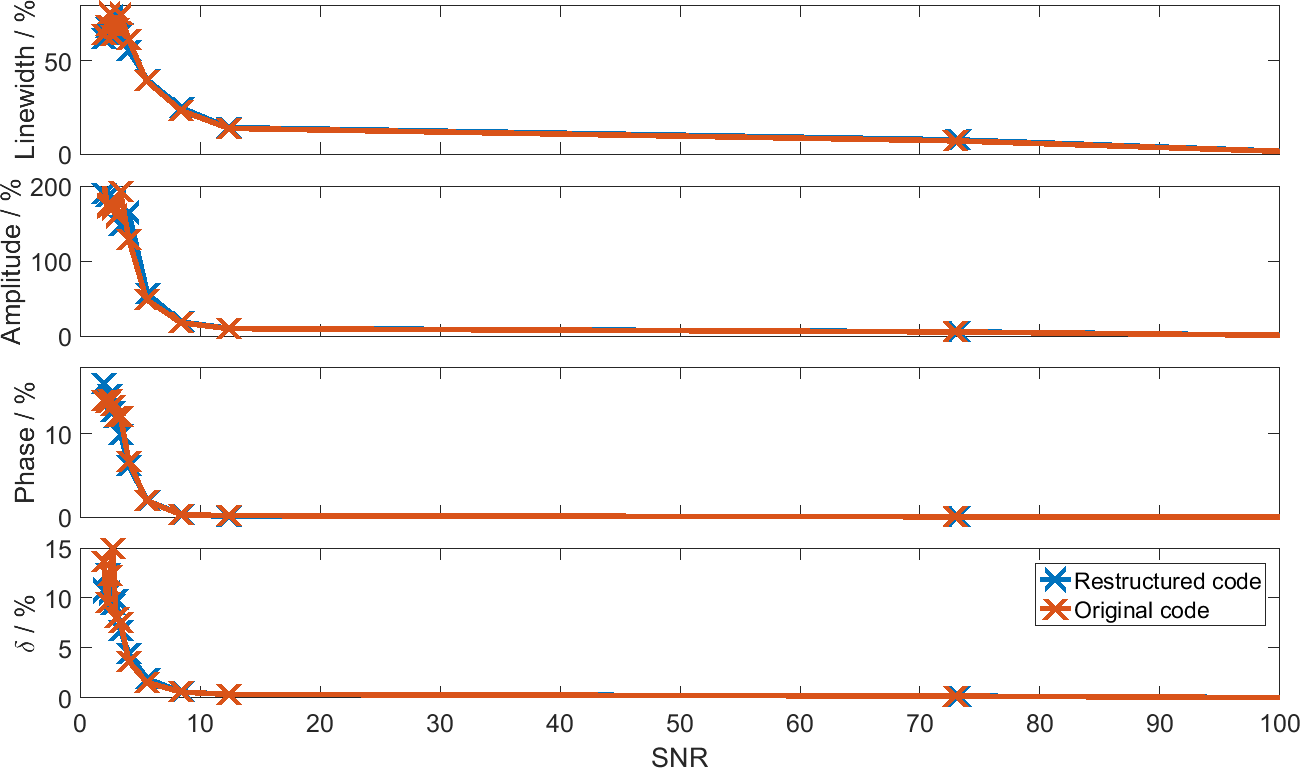 Linewidth / %
50
0
Amplitude / %
200
100
0
Phase / %
10
0
δ / %
15
10
5
0
Restructured code
Original code
0 10 20 30 40 50 60 70 80 90 100
SNR